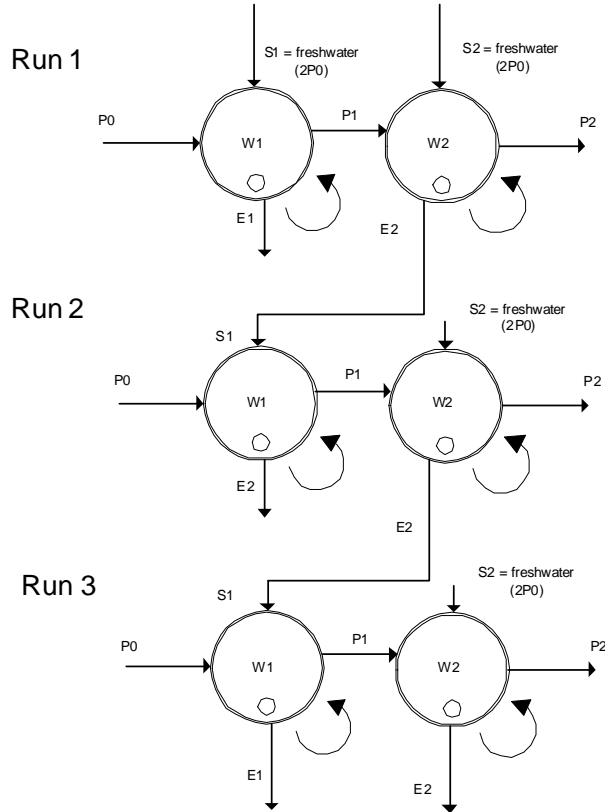 Run 1
S1 = freshwater
(2P0)
S2 = freshwater
(2P0)
P0
P1
P2
W1
W2
E1
E2
Run 2
S1
S2 = freshwater
(2P0)
P0
P1
P2
W1
W2
E2
E2
Run 3
S1
S2 = freshwater
(2P0)
P0
P1
P2
W1
W2
E1
E2